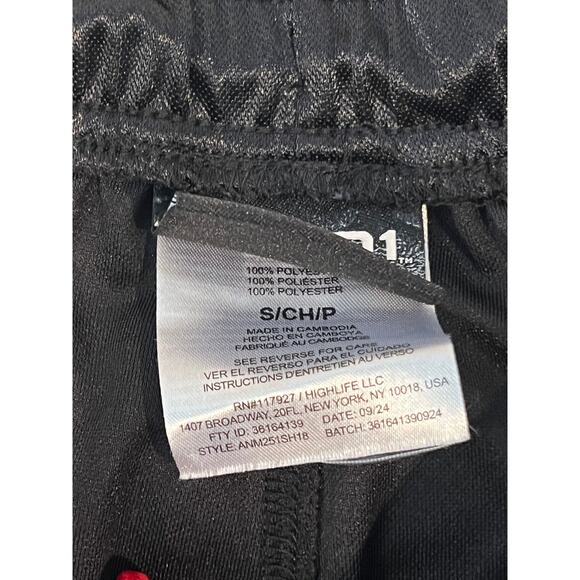 1™
100% POLYES
100% POLIÉSTER
100% POLYESTER
S/CH/P
MADE IN CAMBODIA
HECHO EN CAMBOYA
FABRIQUÉ AU CAMBODGE
SEE REVERSE FOR CARE
VER EL REVERSO PARA EL CUIDADO
INSTRUCTIONS D'ENTRETIEN AU VERSO
RN#117927 / HIGHLIFE LLC
1407 BROADWAY, 20FL, NEW YORK, NY 10018, USA
FTY ID: 36164139 DATE: 09/24
STYLE: ANM251SH18 BATCH: 361641390924